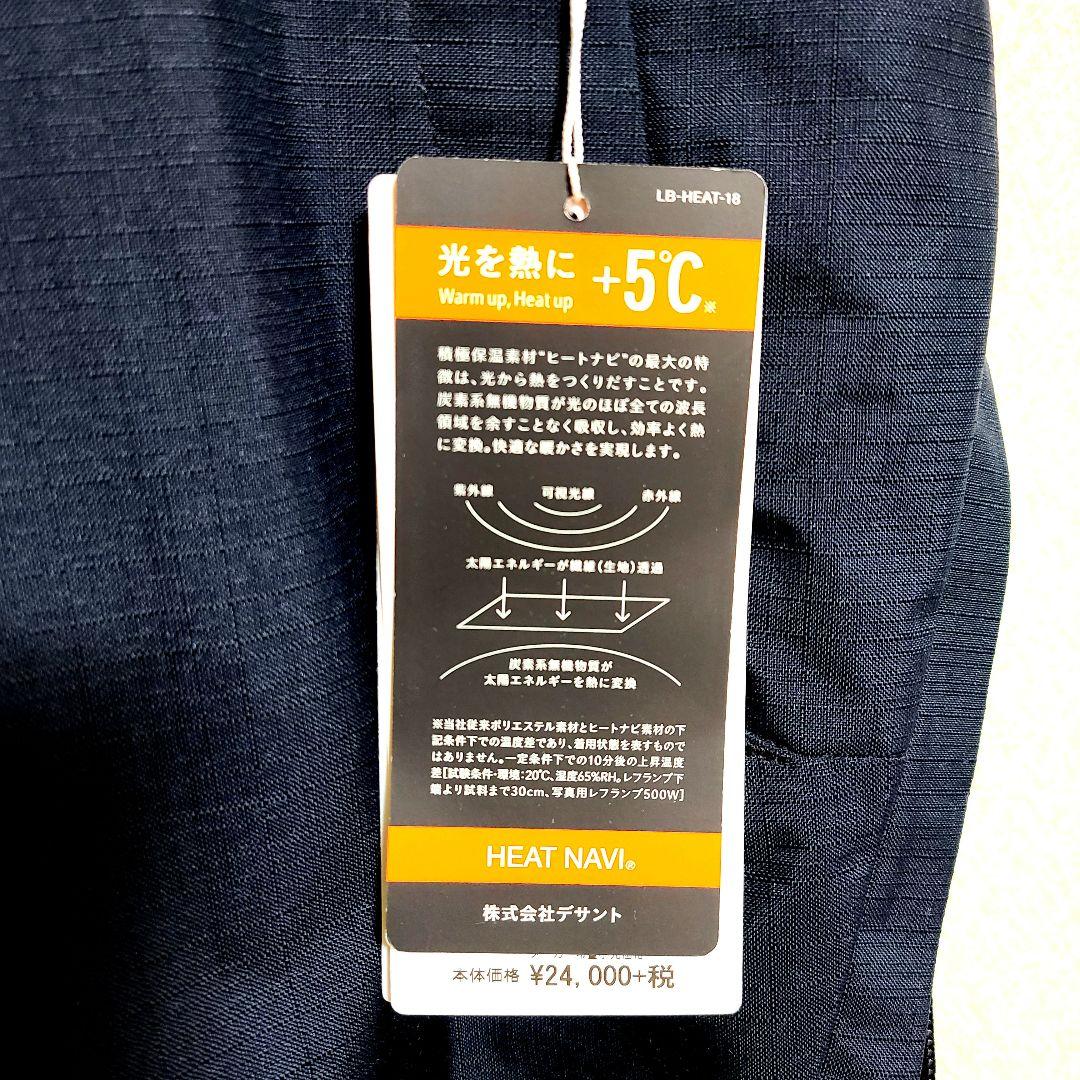 LB-HEAT-18
光を熱に +5℃※
Warm up, Heat up
積極保温素材"ヒートナビ"の最大の特
徴は、光から熱をつくりだすことです。
炭素系無機物質が光のほぼ全ての波長
領域を余すことなく吸収し、効率よく熱
に変換。快適な暖かさを実現します。
紫外線 可視光線 赤外線
太陽エネルギーが繊維(生地)透過
炭素系無機物質が
太陽エネルギーを熱に変換
※当社従来ポリエステル素材とヒートナビ素材の下
記条件下での温度差であり、着用状態を表すもので
はありません。一定条件下での10分後の上昇温度
差[試験条件・環境:20℃、湿度65%RH。レフランプ下
端より試料まで30cm、写真用レフランプ500W]
HEAT NAVI®
株式会社デサント
本体価格 ¥24,000+税